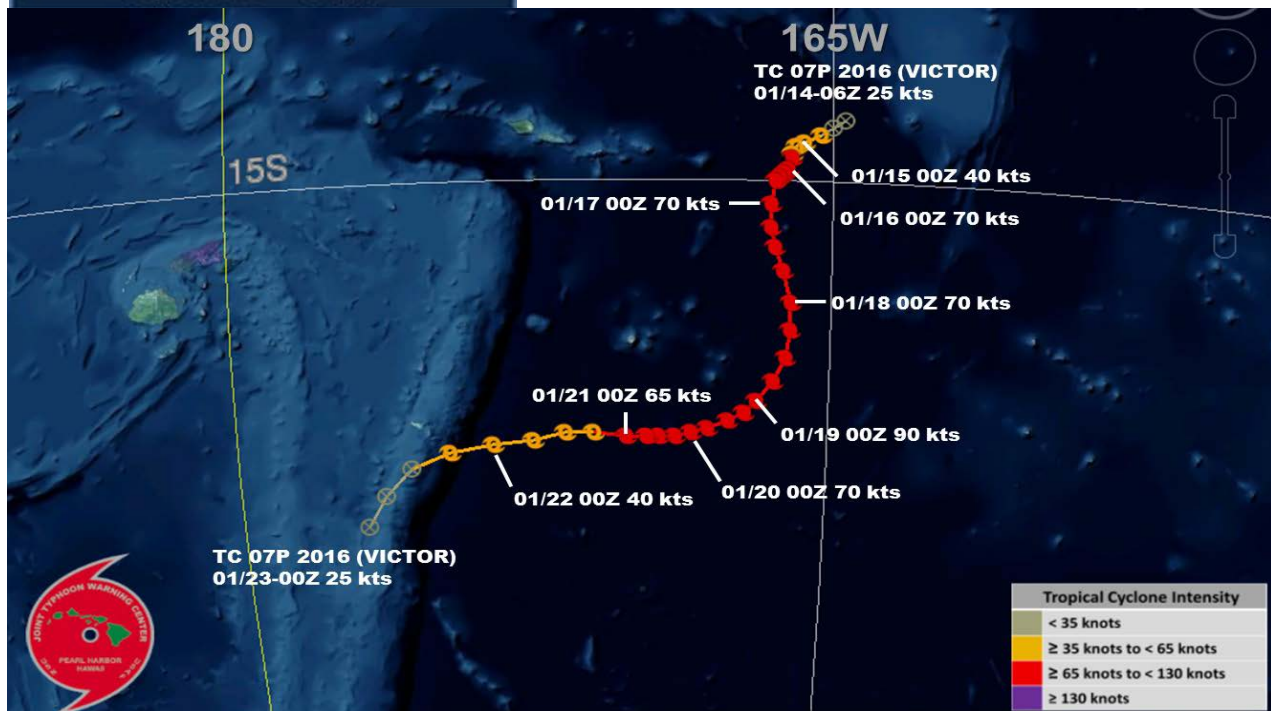 180
165W
TC 07P 2016 (VICTOR)
01/14-06Z 25 kts
15S
01/15 00Z 40 kts
01/17 00Z 70 kts
01/16 00Z 70 kts
01/18 00Z 70 kts
01/21 00Z 65 kts
01/19 00Z 90 kts
01/20 00Z 70 kts
01/22 00Z 40 kts
TC 07P 2016 (VICTOR)
01/23-00Z 25 kts
JOINT TYPHOON WARNING CENTER
PEARL HARBOR
HAWAII
Tropical Cyclone Intensity
< 35 knots
≥ 35 knots to < 65 knots
≥ 65 knots to < 130 knots
≥ 130 knots